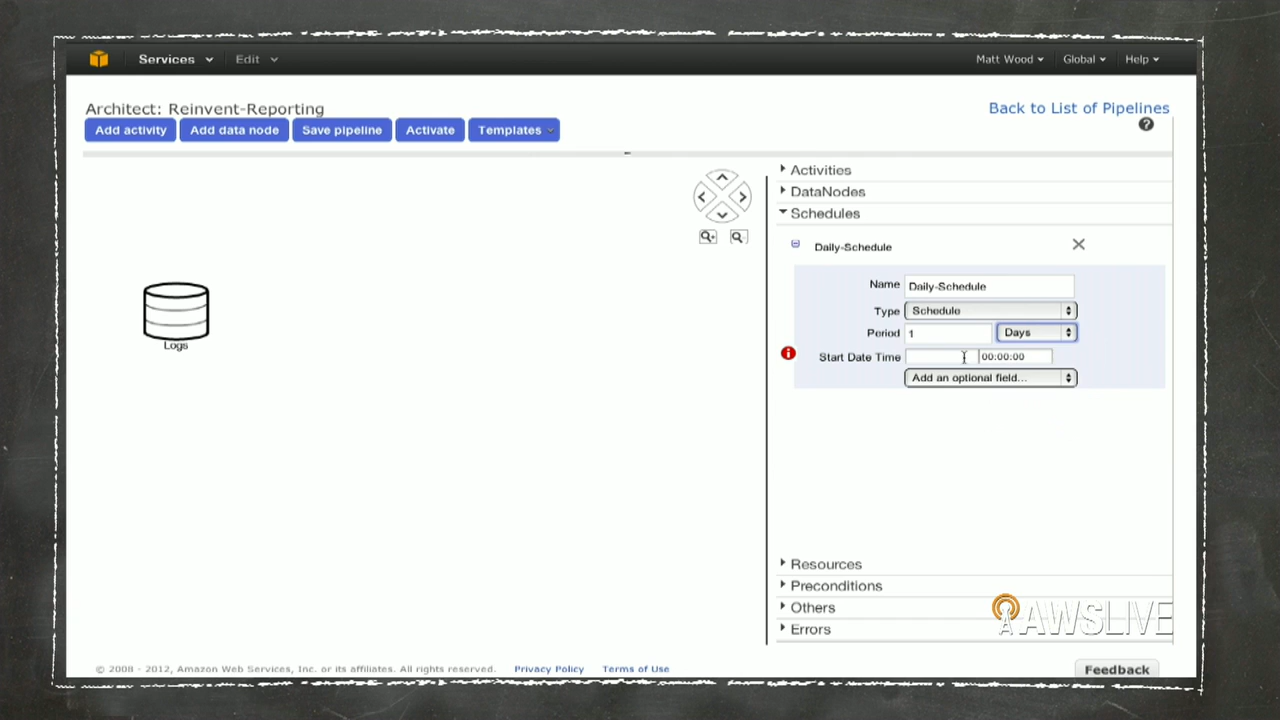 Services Edit Matt Wood Global Help
Architect: Reinvent-Reporting Back to List of Pipelines
Add activity Add data node Save pipeline Activate Templates ?
Activities
DataNodes
Schedules
Daily-Schedule
Name Daily-Schedule
Type Schedule
Period 1 Days
Start Date Time 00:00:00
Add an optional field...
Logs
Resources
Preconditions
Others
Errors
AWSLIVE
© 2008 - 2012, Amazon Web Services, Inc. or its affiliates. All rights reserved. Privacy Policy Terms of Use Feedback